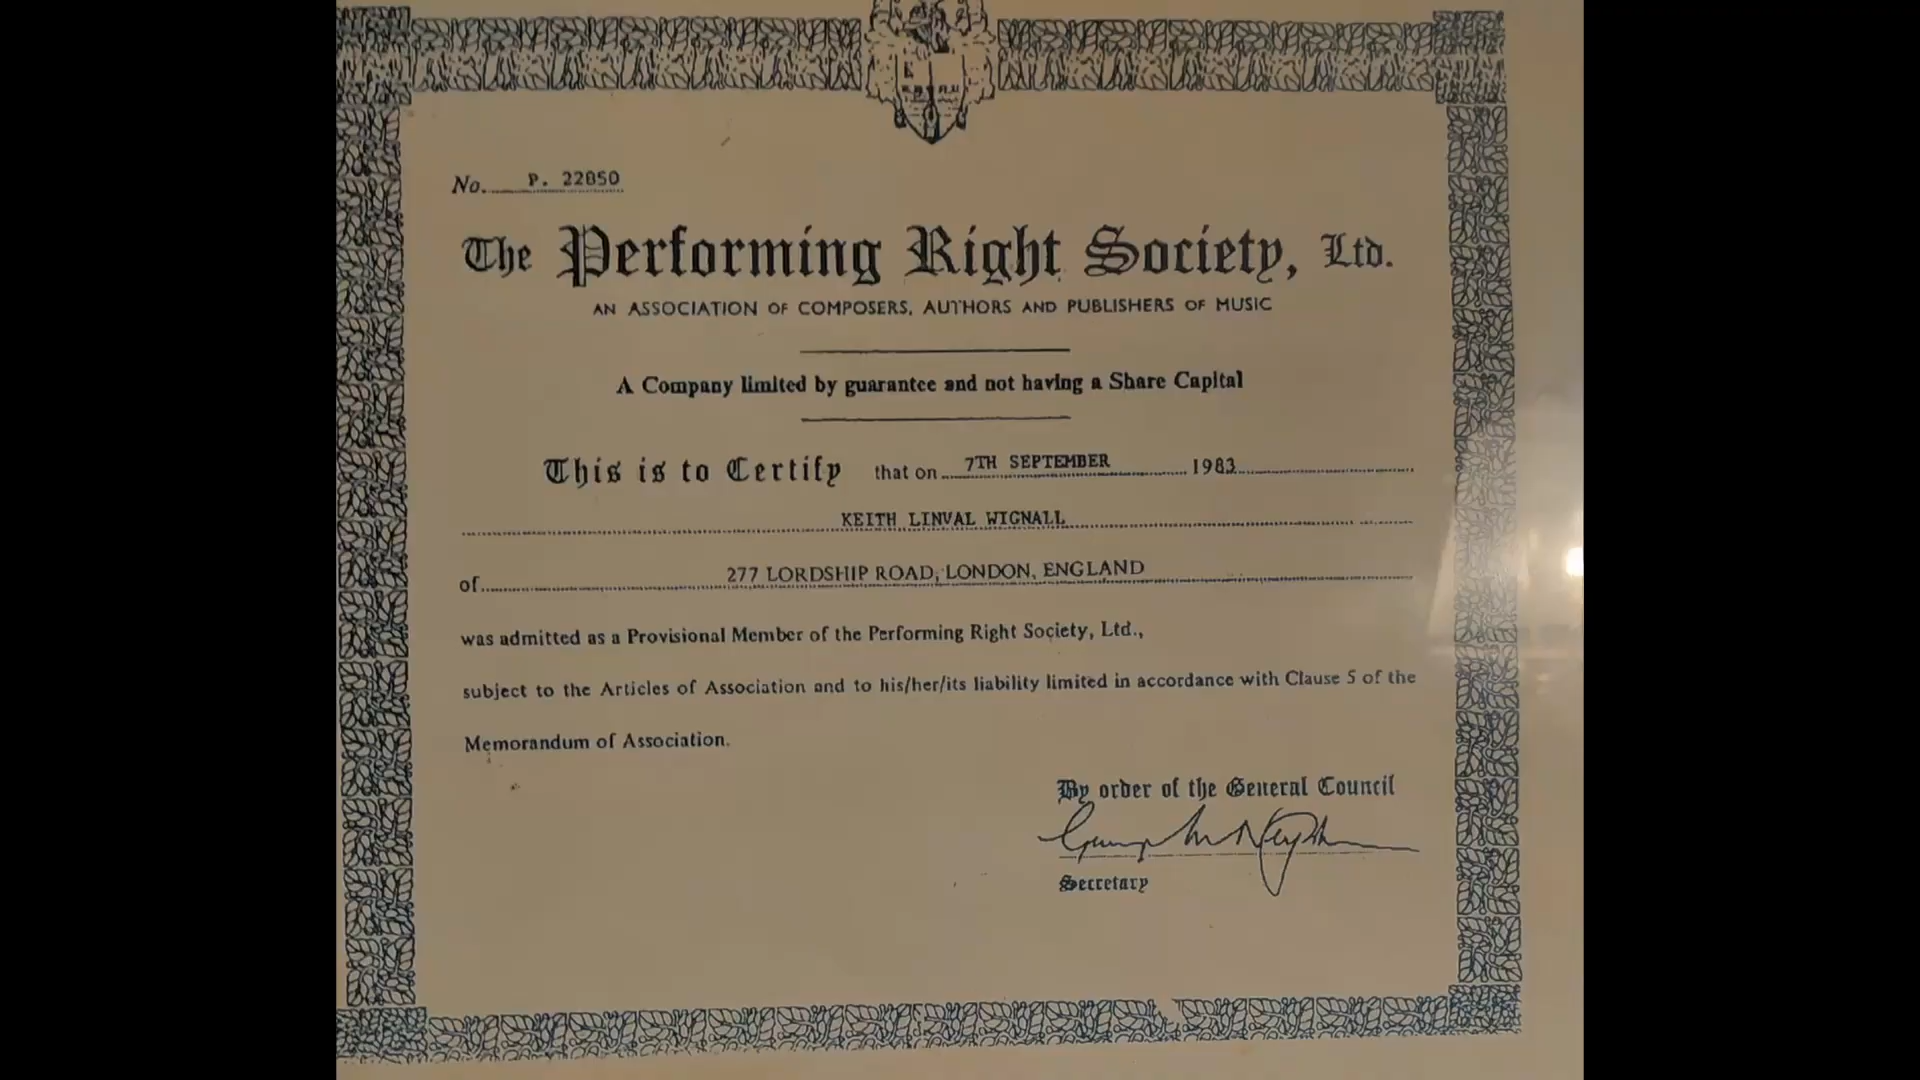 No. P. 22850
The Performing Right Society, Ltd.
AN ASSOCIATION OF COMPOSERS, AUTHORS AND PUBLISHERS OF MUSIC
A Company limited by guarantee and not having a Share Capital
This is to Certify that on 7TH SEPTEMBER 1983
KEITH LINVAL WIGNALL
of 277 LORDSHIP ROAD, LONDON, ENGLAND
was admitted as a Provisional Member of the Performing Right Society, Ltd.,
subject to the Articles of Association and to his/her/its liability limited in accordance with Clause 5 of the
Memorandum of Association.
By order of the General Council
Secretary